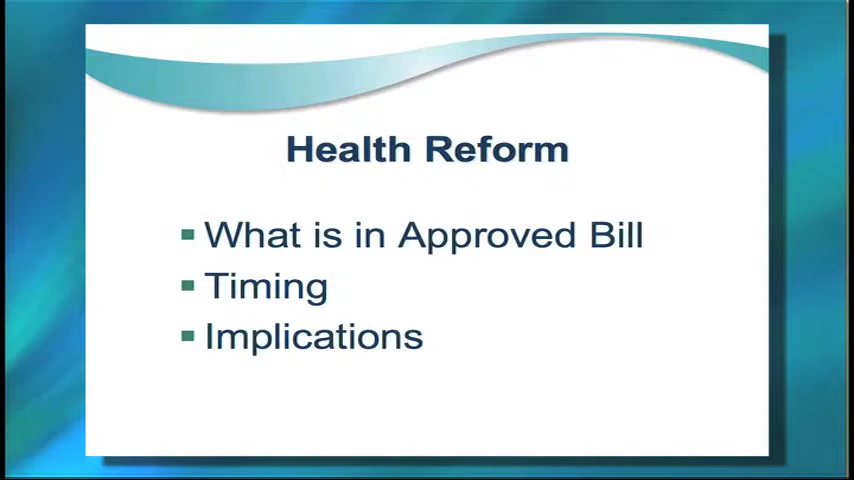 Health Reform
What is in Approved Bill
Timing
Implications